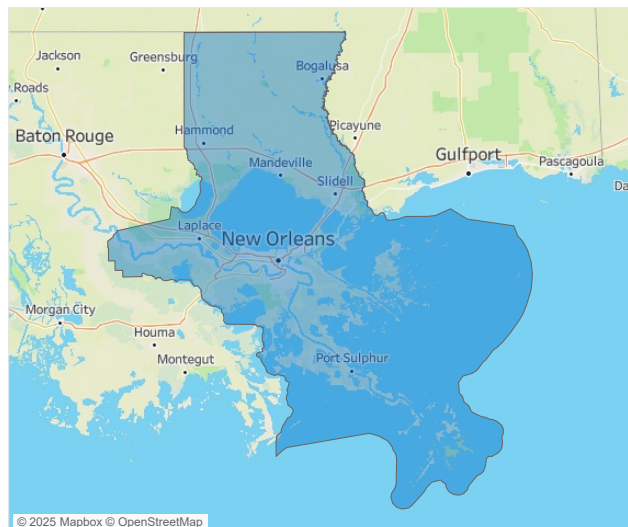 Jackson
Greensburg
Bogalusa
Roads
Hammond
Picayune
Baton Rouge
Mandeville
Gulfport
Pascagoula
Slidell
Da
Laplace
New Orleans
Morgan City
Houma
Montegut
Port Sulphur
© 2025 Mapbox © OpenStreetMap